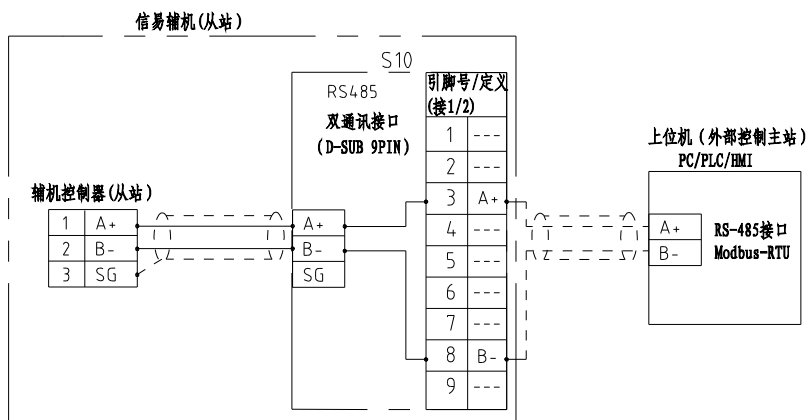 信易辅机(从站)
S10
RS485
双通讯接口
(D-SUB 9PIN)
引脚号/定义
(接1/2)
1 ---
2 ---
3 A+
4 ---
5 ---
6 ---
7 ---
8 B-
9 ---
辅机控制器(从站)
1 A+
2 B-
3 SG
A+
B-
SG
上位机(外部控制主站)
PC/PLC/HMI
A+
B-
RS-485接口
Modbus-RTU